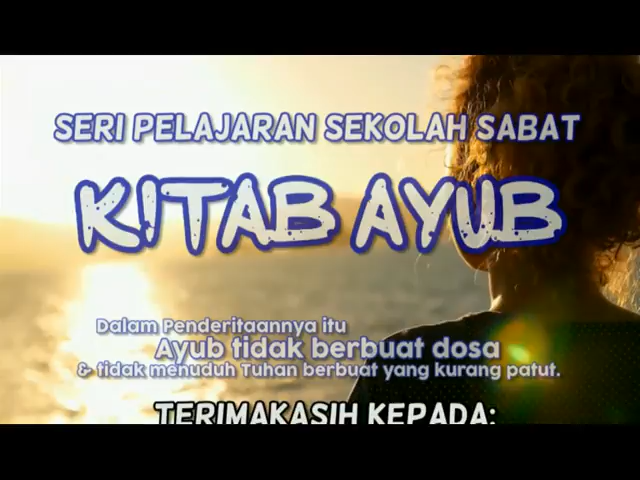 SERI PELAJARAN SEKOLAH SABAT
KITAB AYUB
Dalam Penderitaannya itu
Ayub tidak berbuat dosa
& tidak menuduh Tuhan berbuat yang kurang patut.
TERIMAKASIH KEPADA: